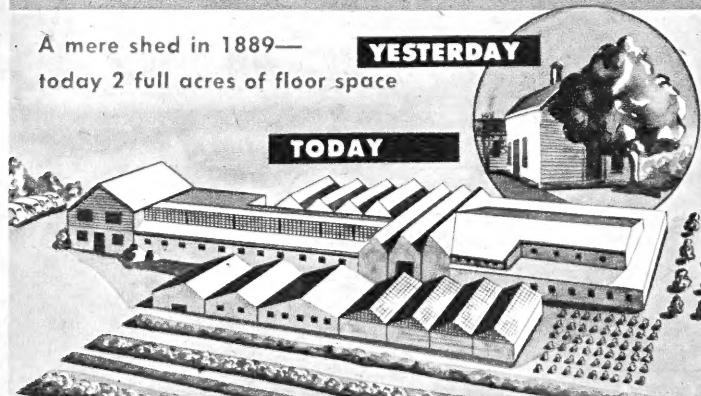 A mere shed in 1889—
today 2 full acres of floor space
YESTERDAY
TODAY